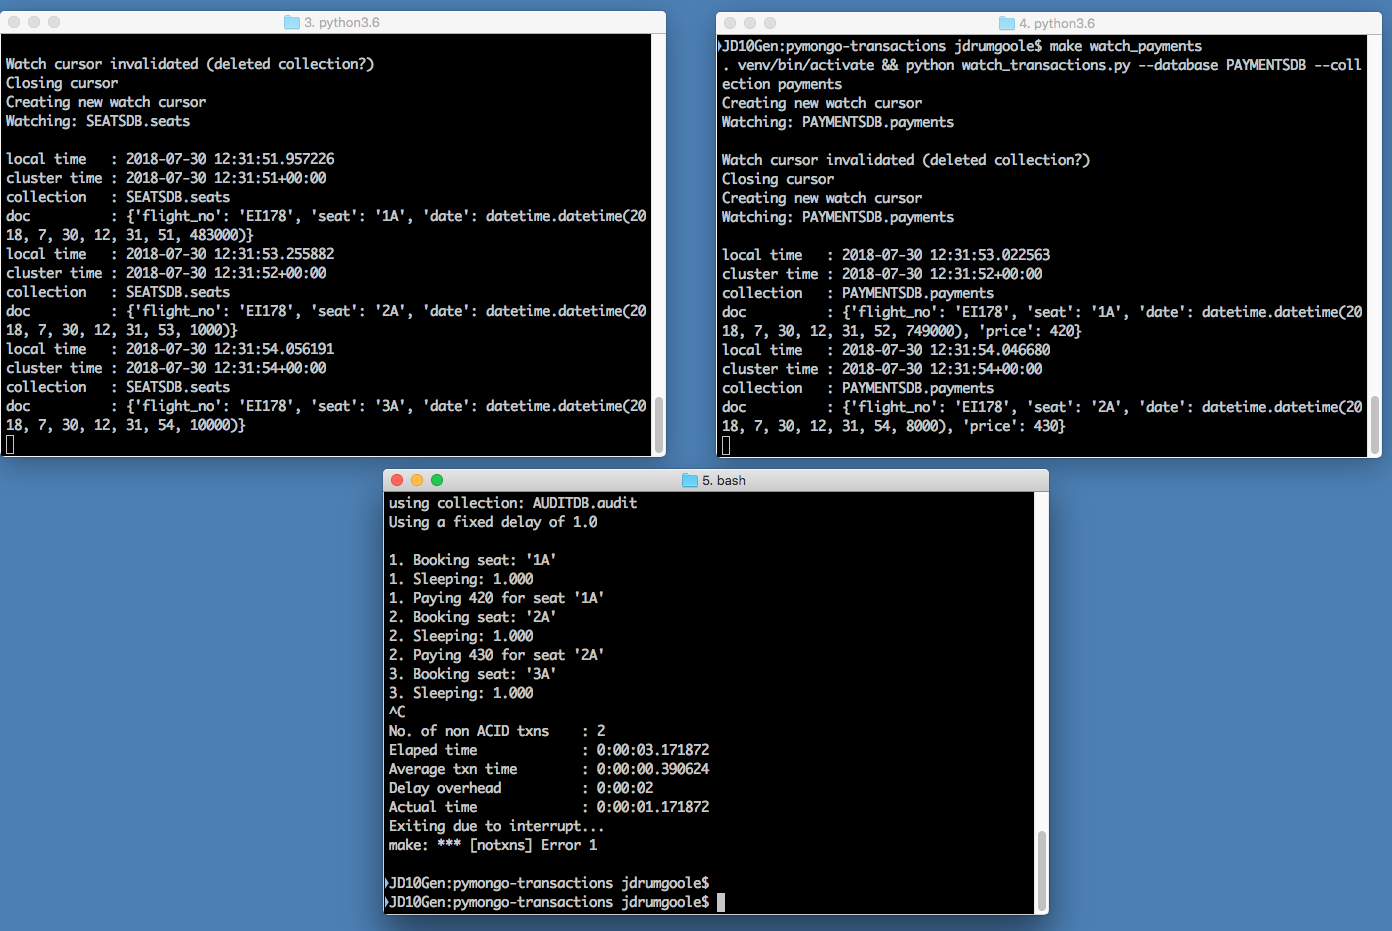 3. python3.6
Watch cursor invalidated (deleted collection?)
Closing cursor
Creating new watch cursor
Watching: SEATSDB.seats
local time   : 2018-07-30 12:31:51.957226
cluster time : 2018-07-30 12:31:51+00:00
collection   : SEATSDB.seats
doc          : {'flight_no': 'EI178', 'seat': '1A', 'date': datetime.datetime(20
18, 7, 30, 12, 31, 51, 483000)}
local time   : 2018-07-30 12:31:53.255882
cluster time : 2018-07-30 12:31:52+00:00
collection   : SEATSDB.seats
doc          : {'flight_no': 'EI178', 'seat': '2A', 'date': datetime.datetime(20
18, 7, 30, 12, 31, 53, 1000)}
local time   : 2018-07-30 12:31:54.056191
cluster time : 2018-07-30 12:31:54+00:00
collection   : SEATSDB.seats
doc          : {'flight_no': 'EI178', 'seat': '3A', 'date': datetime.datetime(20
18, 7, 30, 12, 31, 54, 10000)}
4. python3.6
JD10Gen:pymongo-transactions jdrumgoole$ make watch_payments
. venv/bin/activate && python watch_transactions.py --database PAYMENTSDB --coll
ection payments
Creating new watch cursor
Watching: PAYMENTSDB.payments
Watch cursor invalidated (deleted collection?)
Closing cursor
Creating new watch cursor
Watching: PAYMENTSDB.payments
local time   : 2018-07-30 12:31:53.022563
cluster time : 2018-07-30 12:31:52+00:00
collection   : PAYMENTSDB.payments
doc          : {'flight_no': 'EI178', 'seat': '1A', 'date': datetime.datetime(20
18, 7, 30, 12, 31, 52, 749000), 'price': 420}
local time   : 2018-07-30 12:31:54.046680
cluster time : 2018-07-30 12:31:54+00:00
collection   : PAYMENTSDB.payments
doc          : {'flight_no': 'EI178', 'seat': '2A', 'date': datetime.datetime(20
18, 7, 30, 12, 31, 54, 8000), 'price': 430}
5. bash
using collection: AUDITDB.audit
Using a fixed delay of 1.0
1. Booking seat: '1A'
1. Sleeping: 1.000
1. Paying 420 for seat '1A'
2. Booking seat: '2A'
2. Sleeping: 1.000
2. Paying 430 for seat '2A'
3. Booking seat: '3A'
3. Sleeping: 1.000
^C
No. of non ACID txns    : 2
Elaped time             : 0:00:03.171872
Average txn time        : 0:00:00.390624
Delay overhead          : 0:00:02
Actual time             : 0:00:01.171872
Exiting due to interrupt...
make: *** [notxns] Error 1
JD10Gen:pymongo-transactions jdrumgoole$
JD10Gen:pymongo-transactions jdrumgoole$